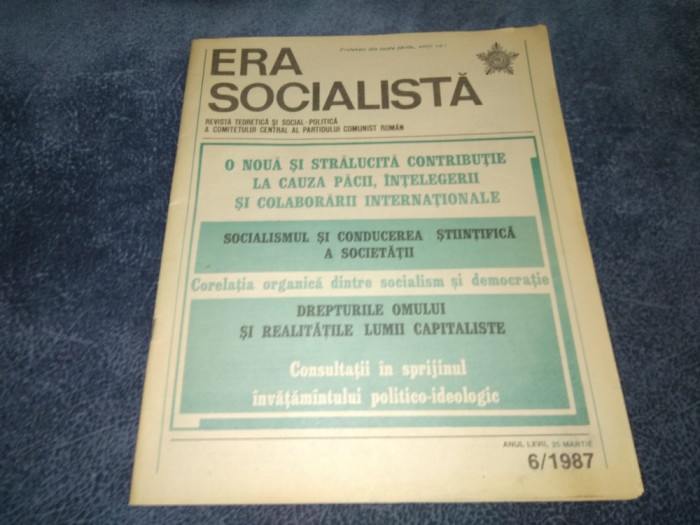 Proletari din toate țările, uniți-vă!
ERA
SOCIALISTĂ
REVISTĂ TEORETICĂ ȘI SOCIAL-POLITICĂ
A COMITETULUI CENTRAL AL PARTIDULUI COMUNIST ROMÂN
O NOUĂ ȘI STRĂLUCITĂ CONTRIBUȚIE
LA CAUZA PĂCII, ÎNȚELEGERII
ȘI COLABORĂRII INTERNAȚIONALE
SOCIALISMUL ȘI CONDUCEREA ȘTIINȚIFICĂ
A SOCIETĂȚII
Corelația organică dintre socialism și democrație
DREPTURILE OMULUI
ȘI REALITĂȚILE LUMII CAPITALISTE
Consultații în sprijinul
învățămîntului politico-ideologic
ANUL LXVII, 25 MARTIE
6/1987